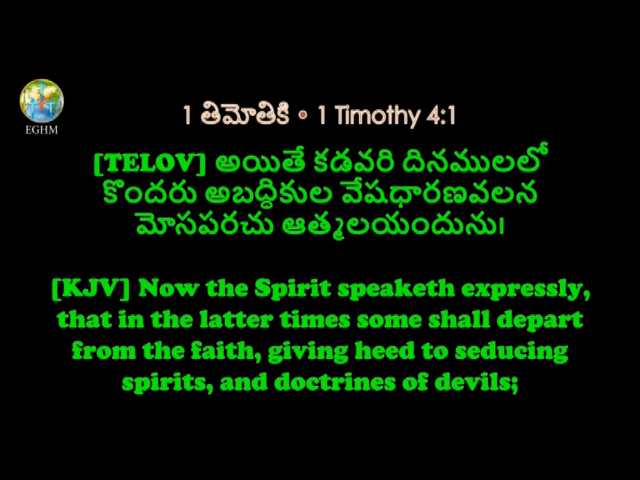 EGHM
1 తిమోతికి • 1 Timothy 4:1
[TELOV] అయితే కడవరి దినములలో
కొందరు అబద్ధికుల వేషధారణవలన
మోసపరచు ఆత్మలయందును।
[KJV] Now the Spirit speaketh expressly,
that in the latter times some shall depart
from the faith, giving heed to seducing
spirits, and doctrines of devils;